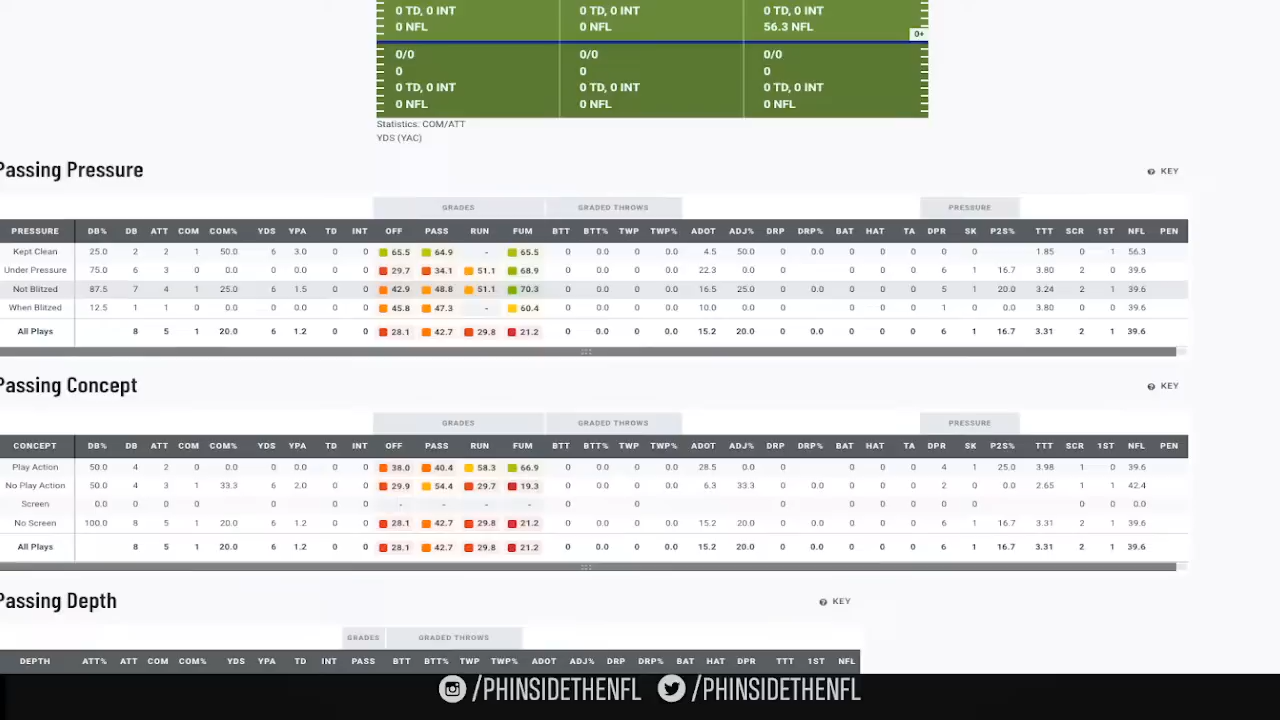 0 TD, 0 INT 0 TD, 0 INT 0 TD, 0 INT
0 NFL 0 NFL 56.3 NFL
0+
0/0 0/0 0/0
0 0 0
0 TD, 0 INT 0 TD, 0 INT 0 TD, 0 INT
0 NFL 0 NFL 0 NFL
Statistics: COM/ATT
YDS (YAC)
Passing Pressure
KEY
GRADES GRADED THROWS PRESSURE
PRESSURE DB% DB ATT COM COM% YDS YPA TD INT OFF PASS RUN FUM BTT BTT% TWP TWP% ADOT ADJ% DRP DRP% BAT HAT TA DPR SK P2S% TTT SCR 1ST NFL PEN
Kept Clean 25.0 2 2 1 50.0 6 3.0 0 0 65.5 64.9 - 65.5 0 0.0 0 0.0 4.5 50.0 0 0.0 0 0 0 0 0 0.0 1.85 0 1 56.3
Under Pressure 75.0 6 3 0 0.0 0 0.0 0 0 29.7 34.1 51.1 68.9 0 0.0 0 0.0 22.3 0.0 0 0.0 0 0 0 6 1 16.7 3.80 2 0 39.6
Not Blitzed 87.5 7 4 1 25.0 6 1.5 0 0 42.9 48.8 51.1 70.3 0 0.0 0 0.0 16.5 25.0 0 0.0 0 0 0 5 1 20.0 3.24 2 1 39.6
When Blitzed 12.5 1 1 0 0.0 0 0.0 0 0 45.8 47.3 - 60.4 0 0.0 0 0.0 10.0 0.0 0 0.0 0 0 0 1 0 0.0 3.80 0 0 39.6
All Plays 8 5 1 20.0 6 1.2 0 0 28.1 42.7 29.8 21.2 0 0.0 0 0.0 15.2 20.0 0 0.0 0 0 0 6 1 16.7 3.31 2 1 39.6
Passing Concept
KEY
GRADES GRADED THROWS PRESSURE
CONCEPT DB% DB ATT COM COM% YDS YPA TD INT OFF PASS RUN FUM BTT BTT% TWP TWP% ADOT ADJ% DRP DRP% BAT HAT TA DPR SK P2S% TTT SCR 1ST NFL PEN
Play Action 50.0 4 2 0 0.0 0 0.0 0 0 38.0 40.4 58.3 66.9 0 0.0 0 0.0 28.5 0.0 0 0.0 0 0 0 4 1 25.0 3.98 1 0 39.6
No Play Action 50.0 4 3 1 33.3 6 2.0 0 0 29.9 54.4 29.7 19.3 0 0.0 0 0.0 6.3 33.3 0 0.0 0 0 0 2 0 0.0 2.65 1 1 42.4
Screen 0.0 0 0 0 0 0 0 - - - - 0 0 0 0 0 0 0 0 0 0.0
No Screen 100.0 8 5 1 20.0 6 1.2 0 0 28.1 42.7 29.8 21.2 0 0.0 0 0.0 15.2 20.0 0 0.0 0 0 0 6 1 16.7 3.31 2 1 39.6
All Plays 8 5 1 20.0 6 1.2 0 0 28.1 42.7 29.8 21.2 0 0.0 0 0.0 15.2 20.0 0 0.0 0 0 0 6 1 16.7 3.31 2 1 39.6
Passing Depth
KEY
GRADES GRADED THROWS
DEPTH ATT% ATT COM COM% YDS YPA TD INT PASS BTT BTT% TWP TWP% ADOT ADJ% DRP DRP% BAT HAT DPR TTT 1ST NFL
/PHINSIDETHENFL /PHINSIDETHENFL